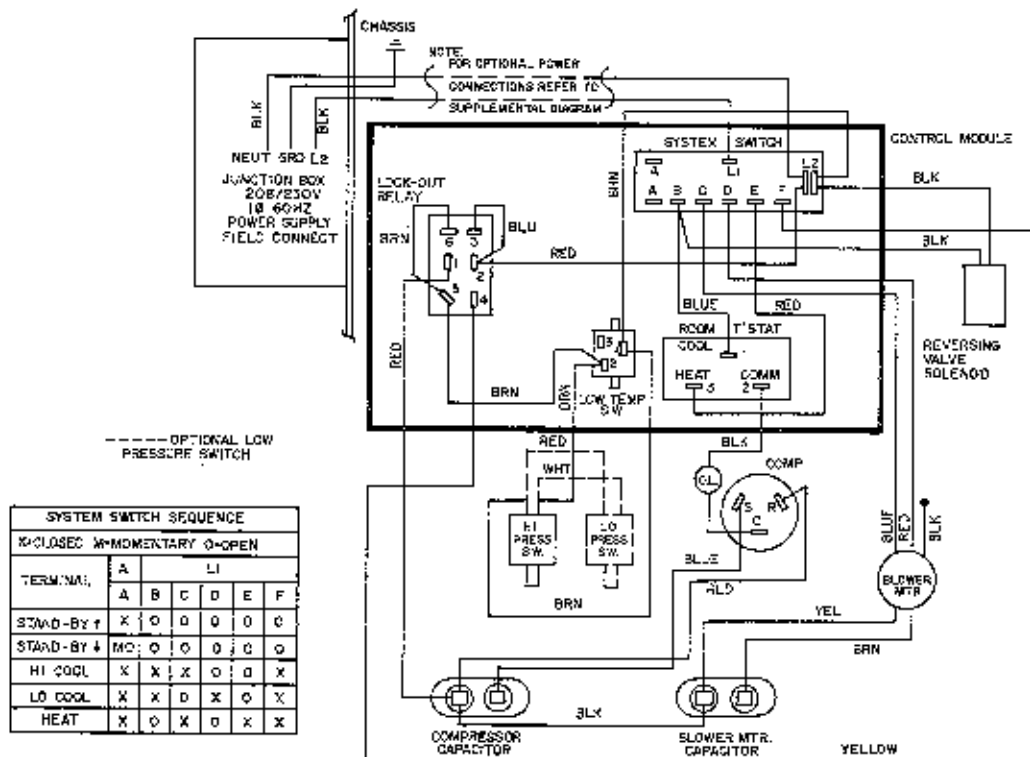 CHASSIS
NOTE:
FOR OPTIONAL POWER
CONNECTIONS REFER TO
SUPPLEMENTAL DIAGRAM
BLK
BLK
NEUT GRD L2
JUNCTION BOX
208/230V
1Ø 60HZ
POWER SUPPLY
FIELD CONNECT
CONTROL MODULE
SYSTEM SWITCH
A L1 L2
A B C D E F
BLK
BLK
LOCK-OUT
RELAY
BRN
BLU
6 3
1 2
5 4
RED
BRN
BLUE
RED
ROOM T'STAT
COOL
HEAT COMM
3 2
REVERSING
VALVE
SOLENOID
RED
3
2
LOW TEMP
SW.
BRN
ORN
----- OPTIONAL LOW
PRESSURE SWITCH
RED
WHT
BLK
O.L.
COMP
S R
C
HI
PRESS
SW.
LO
PRESS
SW.
BRN
BLUE
RED
BLUE
RED
BLK
BLOWER
MTR.
YEL
BRN
BLK
COMPRESSOR
CAPACITOR
BLOWER MTR.
CAPACITOR
YELLOW
SYSTEM SWITCH SEQUENCE
X=CLOSED M=MOMENTARY O=OPEN
TERMINAL A L1
A B C D E F
STAND-BY ↑ X O O O O O
STAND-BY ↓ MO O O O O O
HI COOL X X X O O X
LO COOL X X O X O X
HEAT X O X O X X